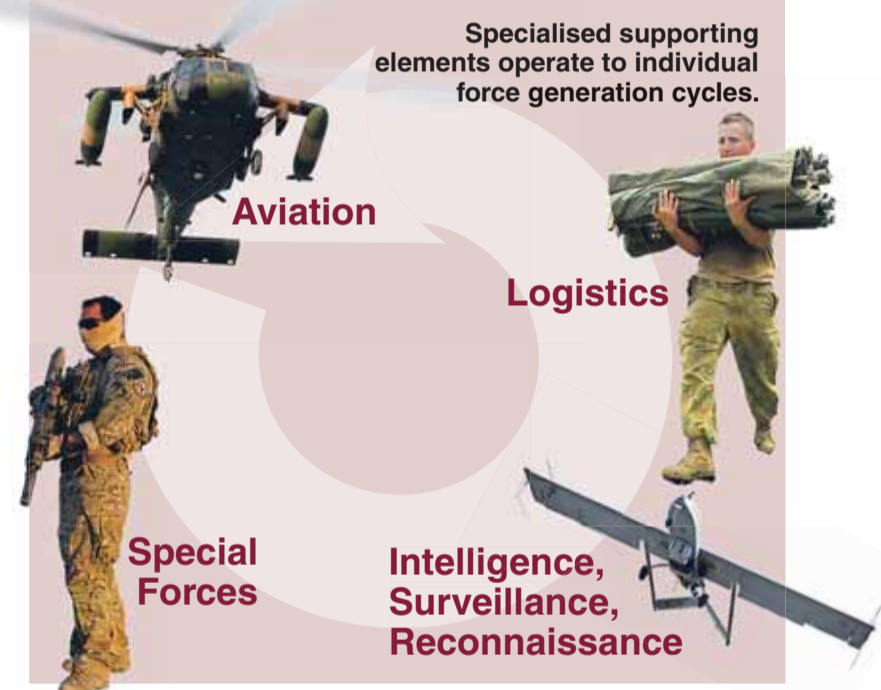 Specialised supporting
elements operate to individual
force generation cycles.
Aviation
Logistics
Special
Forces
Intelligence,
Surveillance,
Reconnaissance